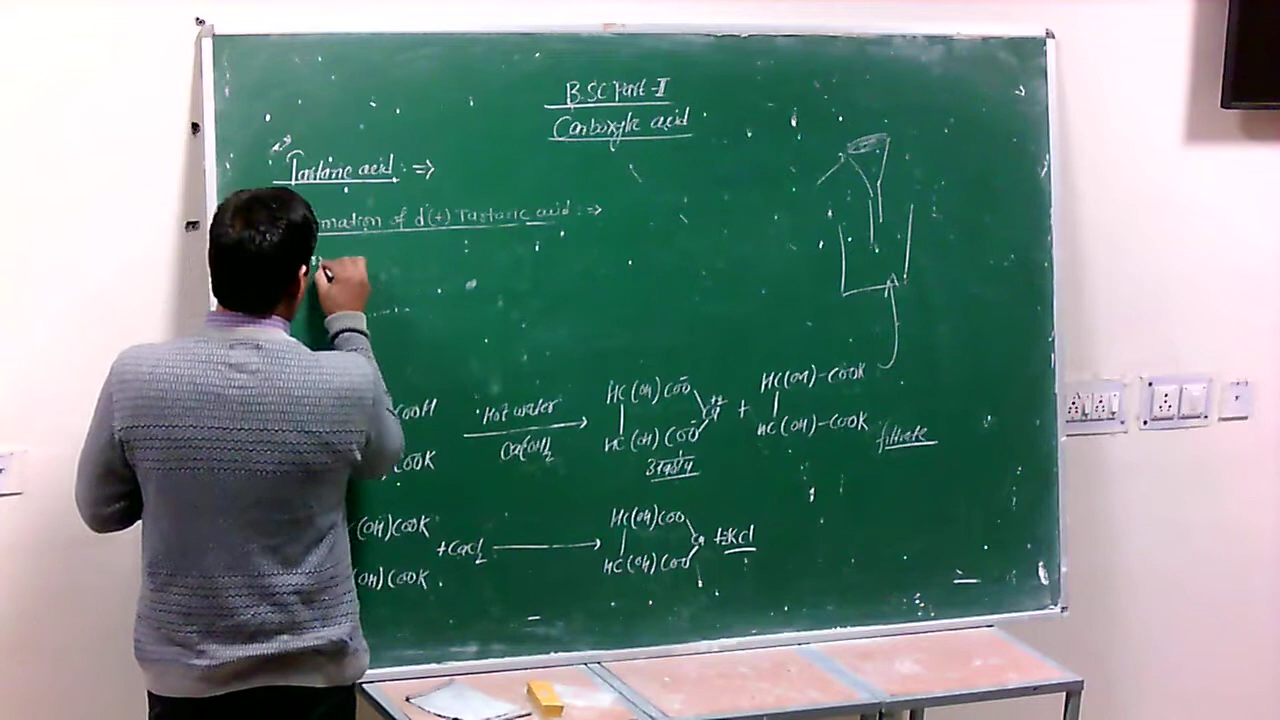 B.SC Part-II
Carboxylic acid
Tartaric acid :⇒
mation of d(+) Tartaric acid :⇒
COOH
Hot water
Ca(OH)2
HC(OH)COO-
HC(OH)COO-
Ca++
+
HC(OH)-COOK
HC(OH)-COOK
filtrate
COOK
(OH)COOK
(OH)COOK
+CaCl2
HC(OH)COO
HC(OH)COO
Ca
+2KCl